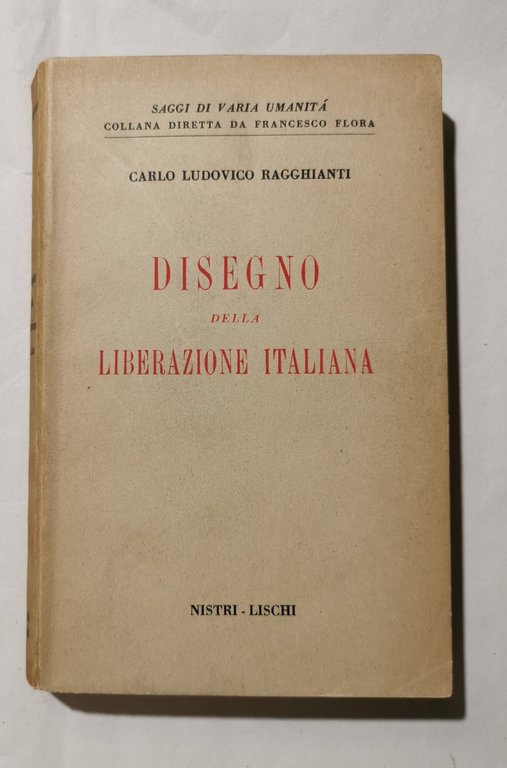 SAGGI DI VARIA UMANITÁ
COLLANA DIRETTA DA FRANCESCO FLORA
CARLO LUDOVICO RAGGHIANTI
DISEGNO
DELLA
LIBERAZIONE ITALIANA
NISTRI - LISCHI